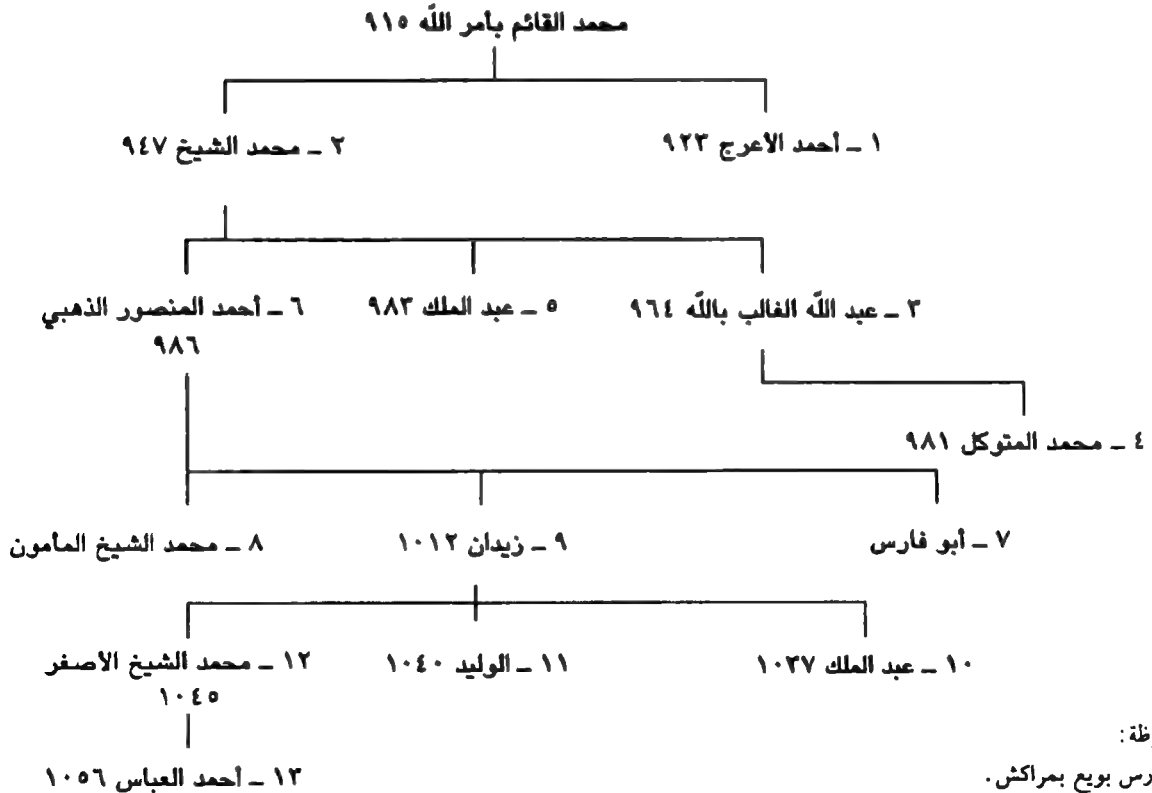 محمد القائم بأمر الله ٩١٥
١ – أحمد الأعرج ٩٢٣ ٢ – محمد الشيخ ٩٤٧
٣ – عبد الله الغالب بالله ٩٦٤ ٥ – عبد الملك ٩٨٣ ٦ – أحمد المنصور الذهبي
٩٨٦
٤ – محمد المتوكل ٩٨١
٧ – أبو فارس ٩ – زيدان ١٠١٢ ٨ – محمد الشيخ المأمون
١٠ – عبد الملك ١٠٣٧ ١١ – الوليد ١٠٤٠ ١٢ – محمد الشيخ الأصغر
١٠٤٥
١٣ – أحمد العباس ١٠٥٦
بويع بمراكش.